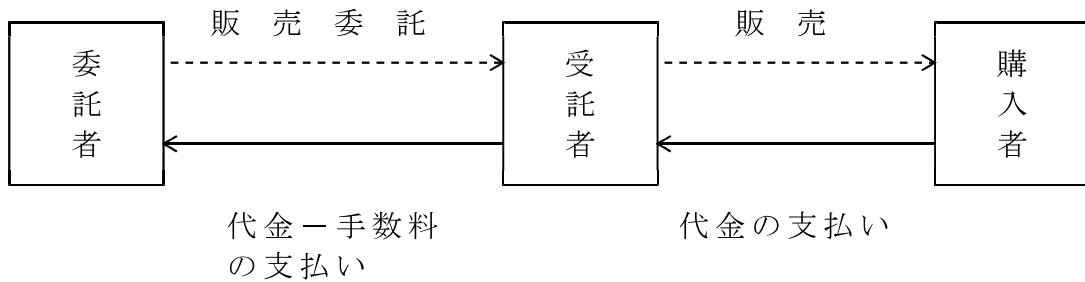 販売委託
販売
委託者
受託者
購入者
代金－手数料
の支払い
代金の支払い